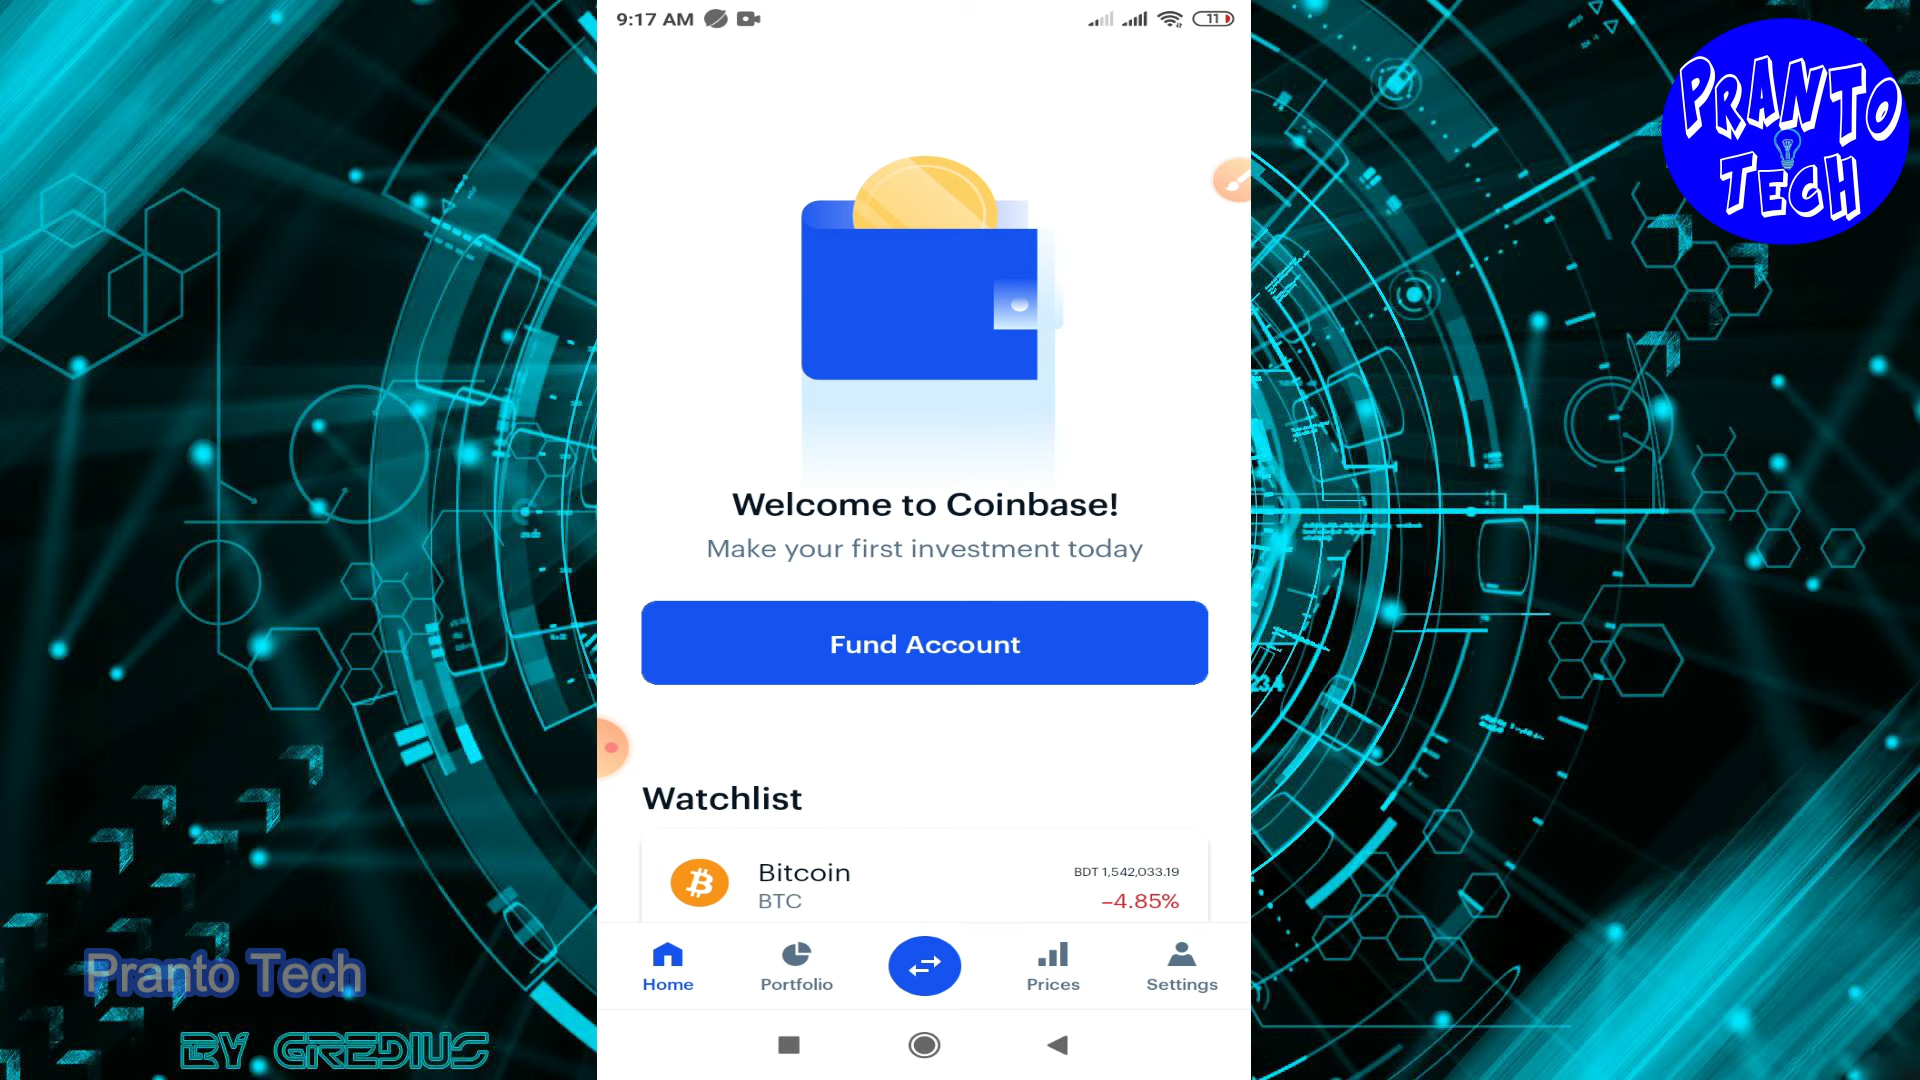 9:17 AM
11
PRANTO
TECH
Welcome to Coinbase!
Make your first investment today
Fund Account
Watchlist
Bitcoin
BDT 1,542,033.19
BTC
-4.85%
Home
Portfolio
Prices
Settings
Pranto Tech
BY GREDIUS